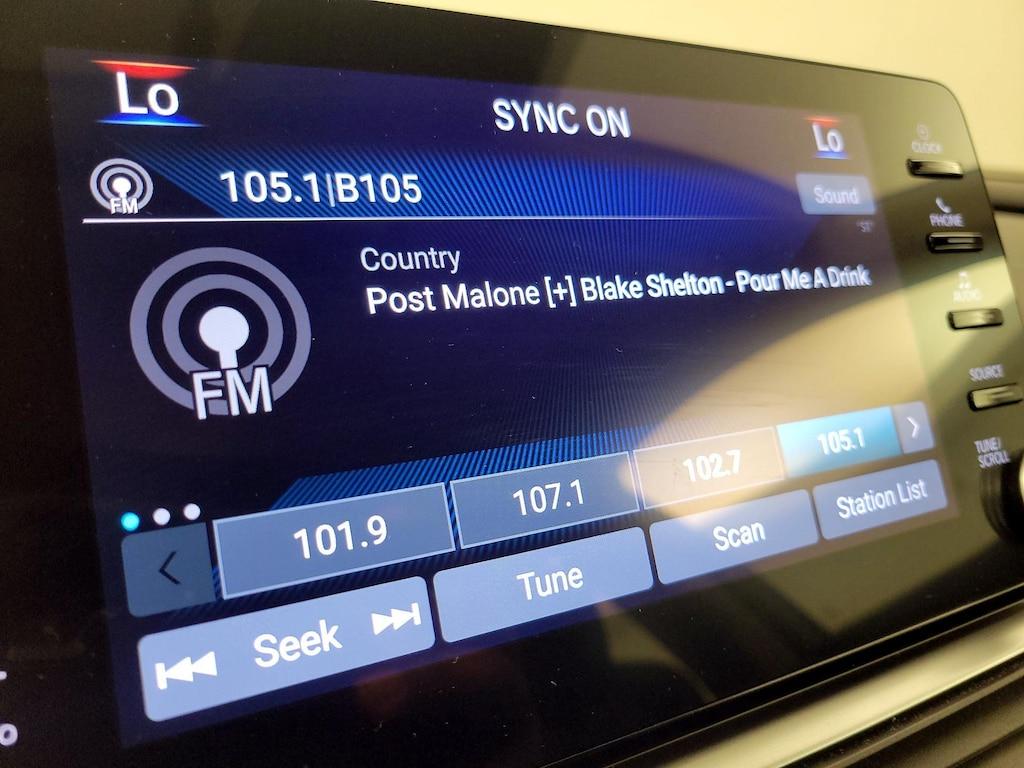 Lo
SYNC ON
Lo
CLOCK
FM
105.1|B105
Sound
PHONE
ST
Country
Post Malone [+] Blake Shelton - Pour Me A Drink
AUDIO
FM
SOURCE
101.9
107.1
102.7
105.1
TUNE/
SCROLL
Seek
Tune
Scan
Station List